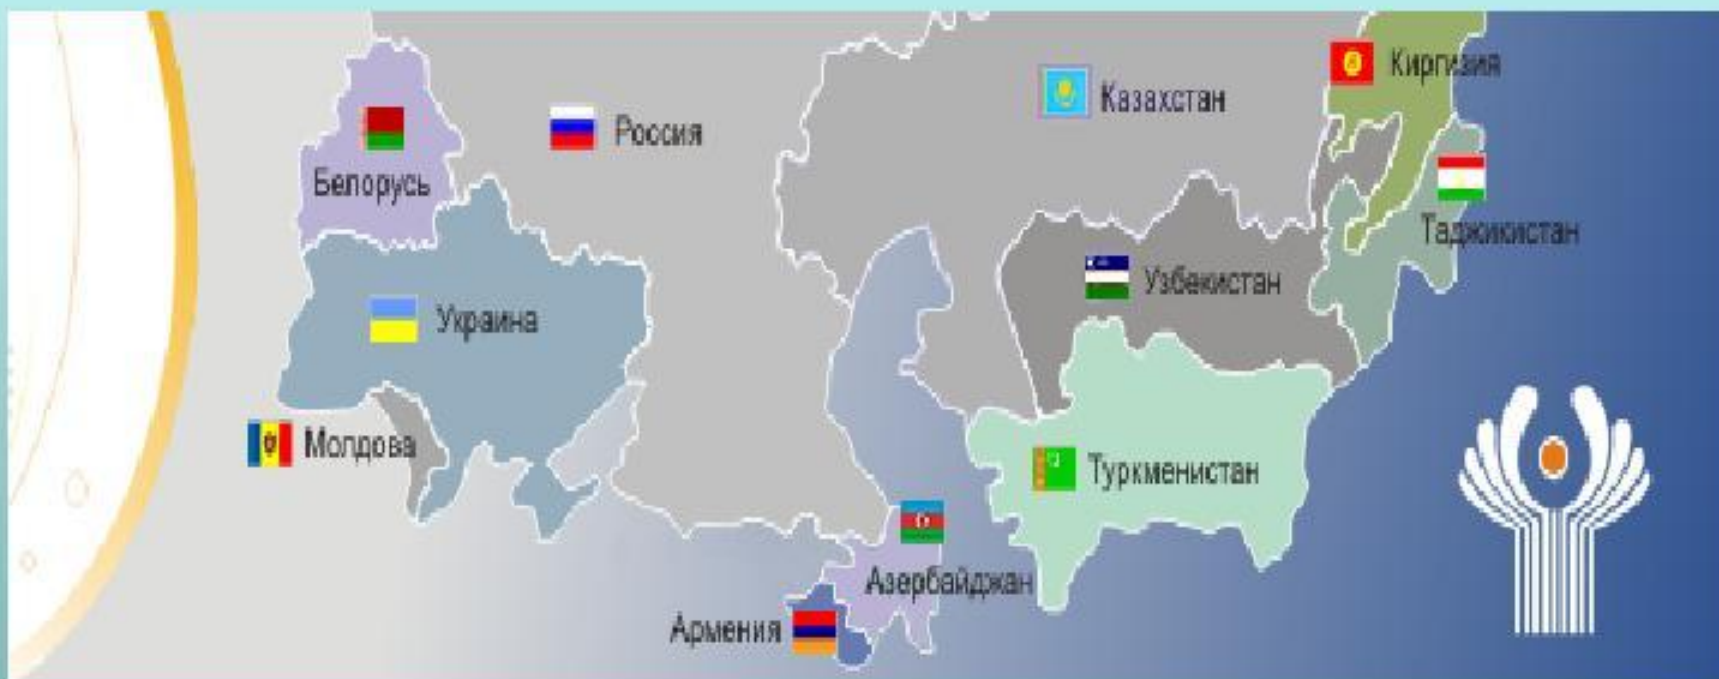 Киргизия
Казахстан
Россия
Белорусь
Таджикистан
Узбекистан
Украина
Молдова
Туркменистан
Азербайджан
Армения